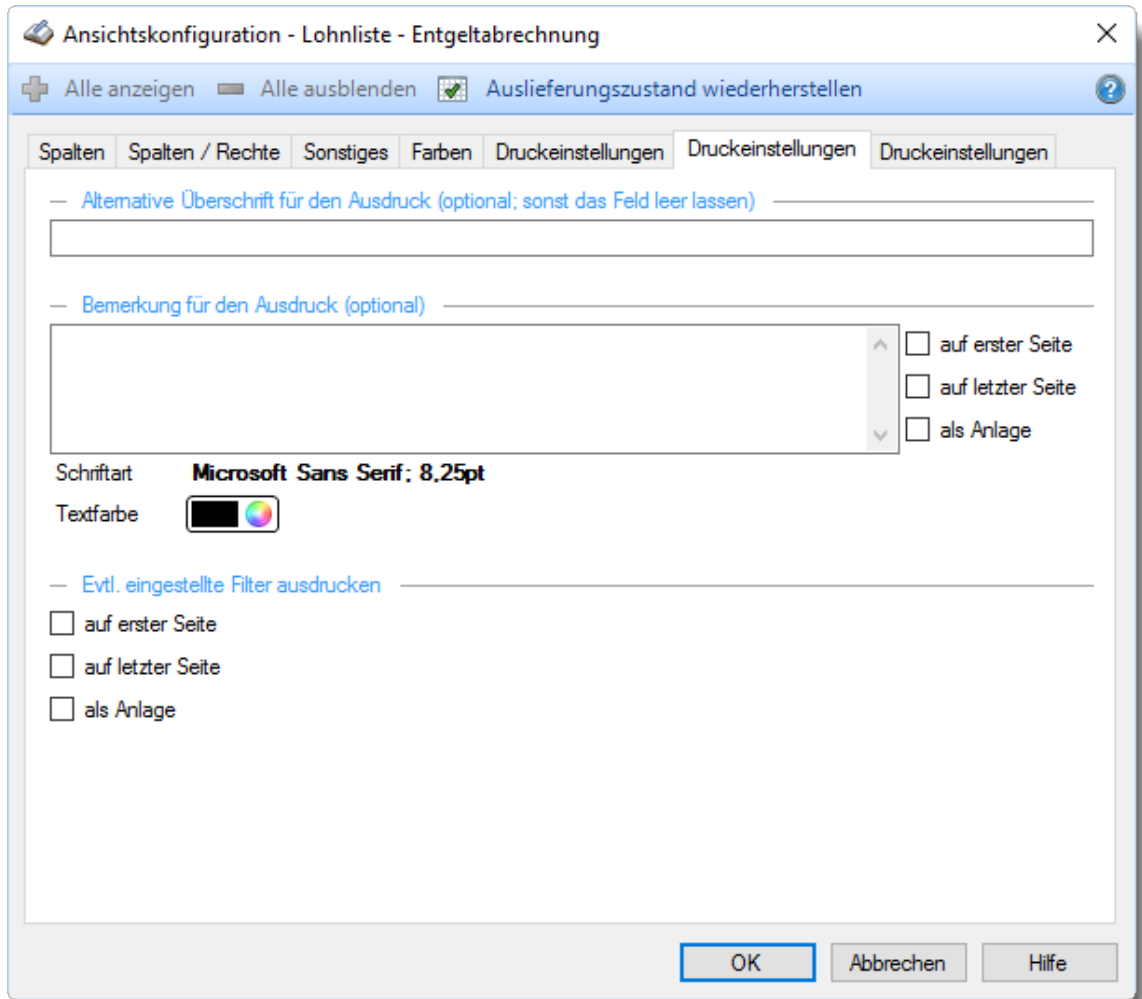 Ansichtskonfiguration - Lohnliste - Entgeltabrechnung
Alle anzeigen Alle ausblenden Auslieferungszustand wiederherstellen
Spalten Spalten / Rechte Sonstiges Farben Druckeinstellungen Druckeinstellungen Druckeinstellungen
Alternative Überschrift für den Ausdruck (optional; sonst das Feld leer lassen)
Bemerkung für den Ausdruck (optional)
auf erster Seite
auf letzter Seite
als Anlage
Schriftart Microsoft Sans Serif; 8,25pt
Textfarbe
Evtl. eingestellte Filter ausdrucken
auf erster Seite
auf letzter Seite
als Anlage
OK Abbrechen Hilfe